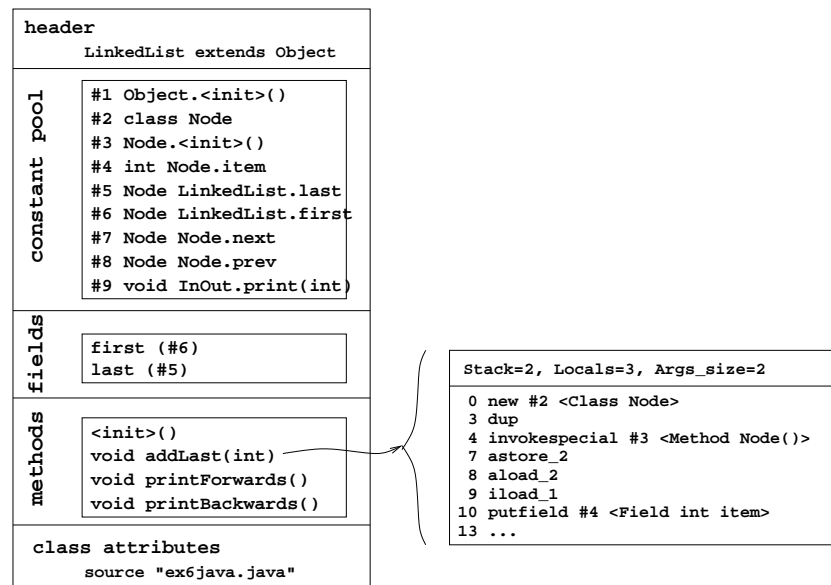 header
LinkedList extends Object
constant pool
#1 Object.<init>()
#2 class Node
#3 Node.<init>()
#4 int Node.item
#5 Node LinkedList.last
#6 Node LinkedList.first
#7 Node Node.next
#8 Node Node.prev
#9 void InOut.print(int)
fields
first (#6)
last (#5)
methods
<init>()
void addLast(int)
void printForwards()
void printBackwards()
class attributes
source "ex6java.java"
Stack=2, Locals=3, Args_size=2
0 new #2 <Class Node>
3 dup
4 invokespecial #3 <Method Node()>
7 astore_2
8 aload_2
9 iload_1
10 putfield #4 <Field int item>
13 ...